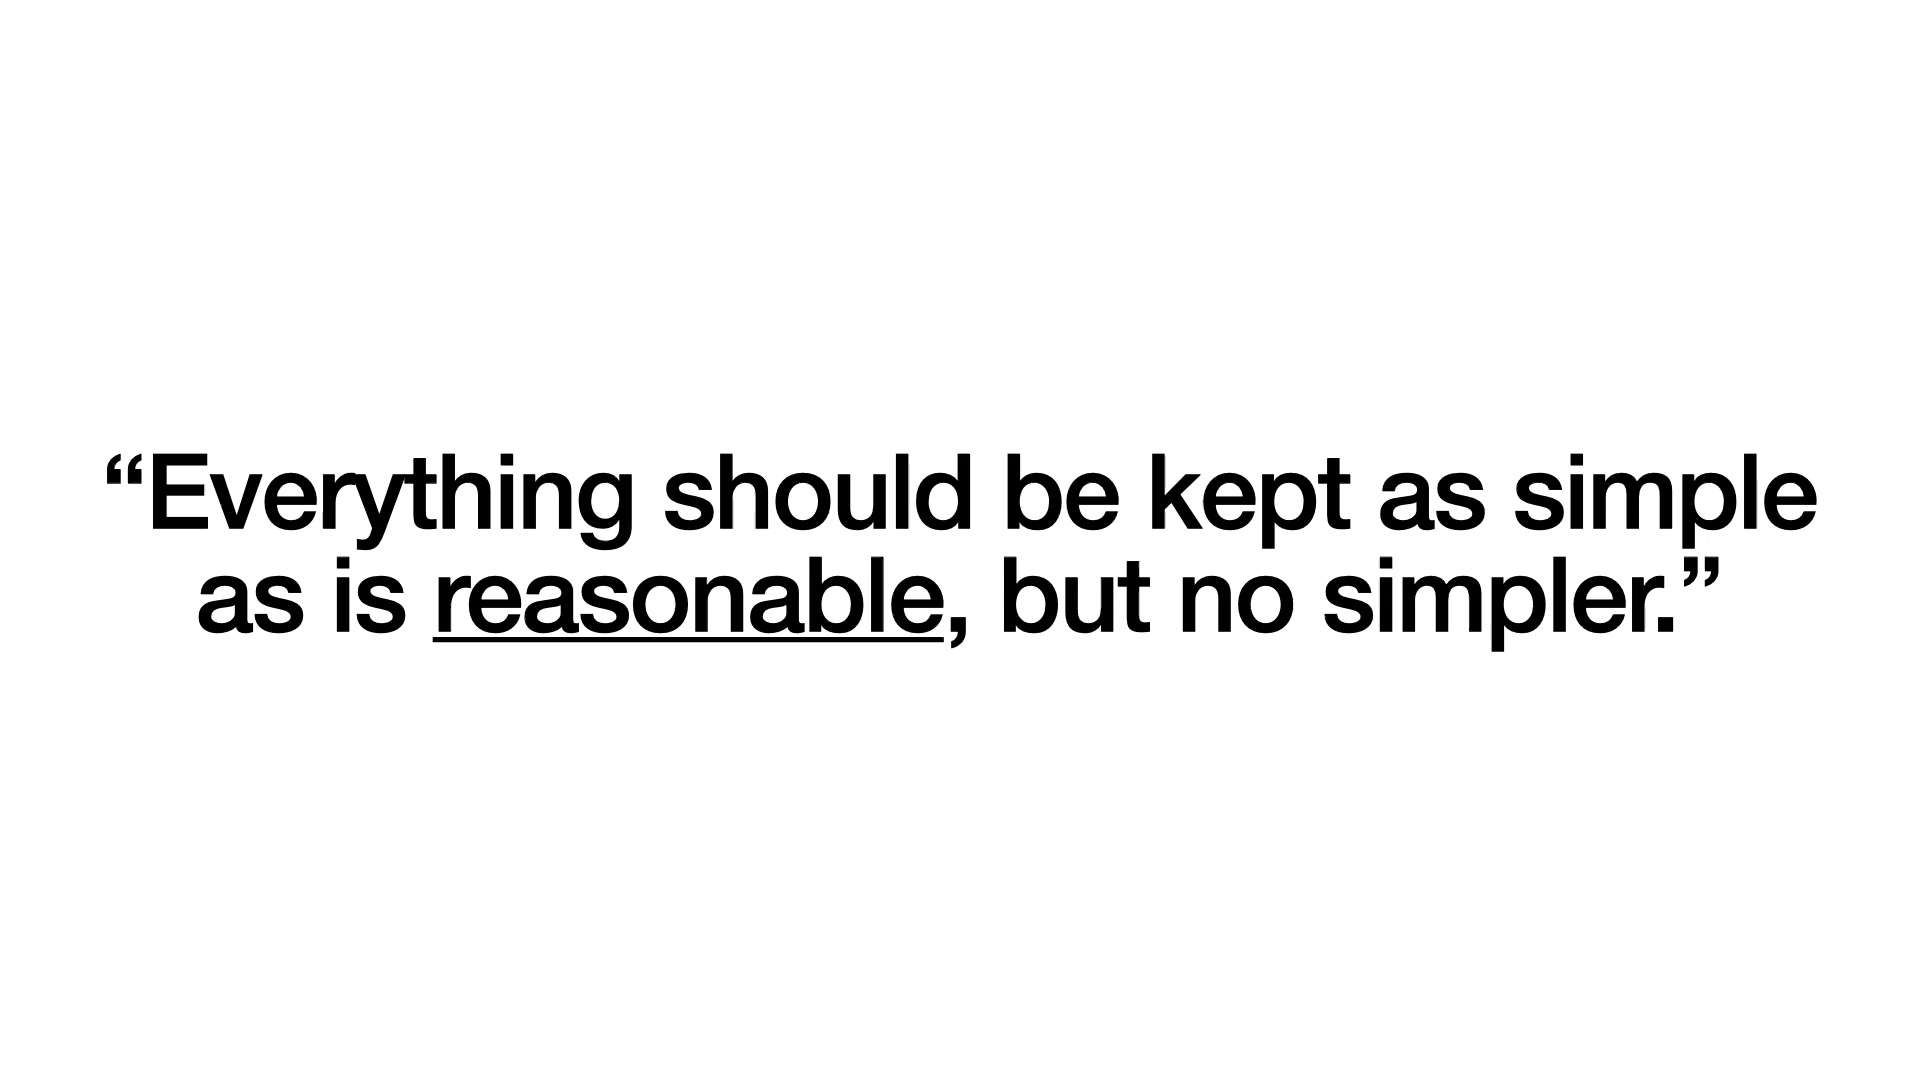 “Everything should be kept as simple
as is reasonable, but no simpler.”